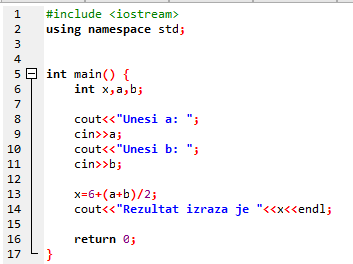 1 #include <iostream>
2 using namespace std;
3
4
5 int main() {
6 int x,a,b;
7
8 cout<<"Unesi a: ";
9 cin>>a;
10 cout<<"Unesi b: ";
11 cin>>b;
12
13 x=6+(a+b)/2;
14 cout<<"Rezultat izraza je "<<x<<endl;
15
16 return 0;
17 }